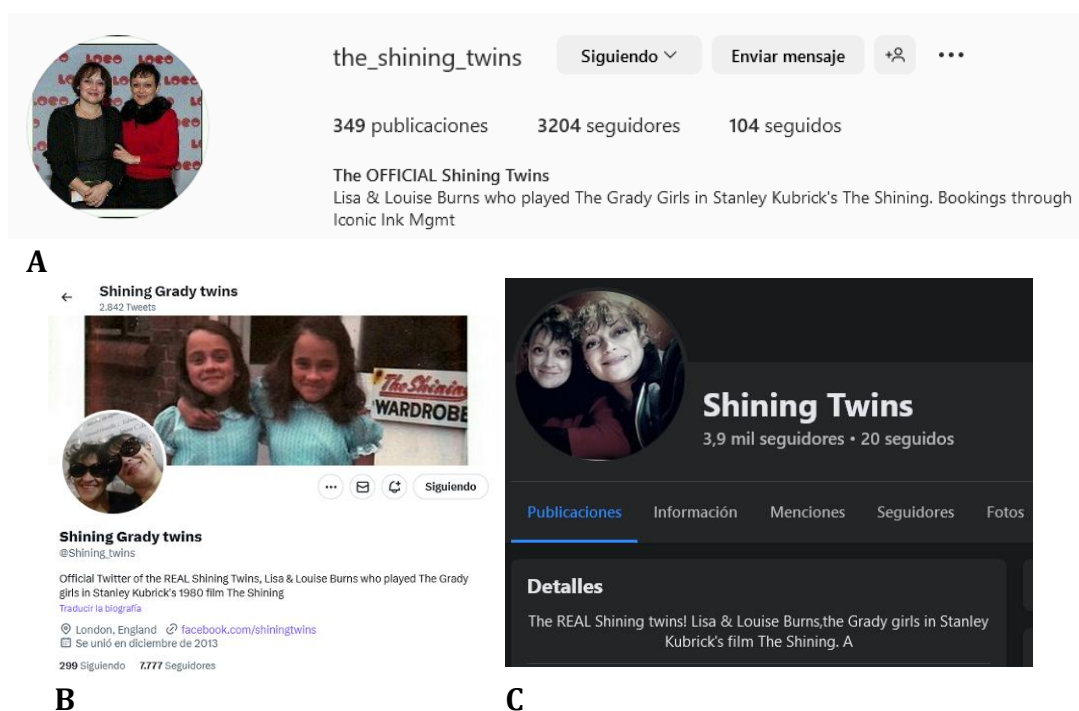 the_shining_twins
Siguiendo
Enviar mensaje
349 publicaciones
3204 seguidores
104 seguidos
The OFFICIAL Shining Twins
Lisa & Louise Burns who played The Grady Girls in Stanley Kubrick's The Shining. Bookings through
Iconic Ink Mgmt
LOCO LOCO
A
Shining Grady twins
2.842 Tweets
The Shining
WARDROBE
Siguiendo
Shining Grady twins
@Shining_twins
Official Twitter of the REAL Shining Twins, Lisa & Louise Burns who played The Grady
girls in Stanley Kubrick's 1980 film The Shining
Traducir la biografía
London, England facebook.com/shiningtwins
Se unió en diciembre de 2013
299 Siguiendo 7.777 Seguidores
B
Shining Twins
3,9 mil seguidores • 20 seguidos
Publicaciones
Información
Menciones
Seguidores
Fotos
Detalles
The REAL Shining twins! Lisa & Louise Burns,the Grady girls in Stanley
Kubrick's film The Shining. A
C